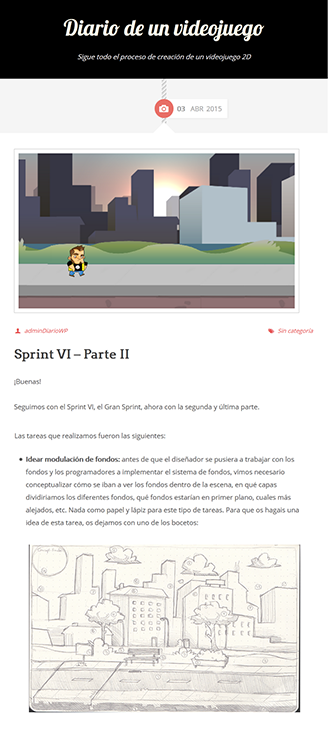 Diario de un videojuego
Sigue todo el proceso de creación de un videojuego 2D
03 ABR 2015
adminDiarioWP
Sin categoría
Sprint VI – Parte II
¡Buenas!
Seguimos con el Sprint VI, el Gran Sprint, ahora con la segunda y última parte.
Las tareas que realizamos fueron las siguientes:
Idear modulación de fondos: antes de que el diseñador se pusiera a trabajar con los
fondos y los programadores a implementar el sistema de fondos, vimos necesario
conceptualizar cómo se iban a ver los fondos dentro de la escena, en qué capas
dividiriamos los diferentes fondos, qué fondos estarían en primer plano, cuales más
alejados, etc. Nada como papel y lápiz para este tipo de tareas. Para que os hagais una
idea de esta tarea, os dejamos con uno de los bocetos: